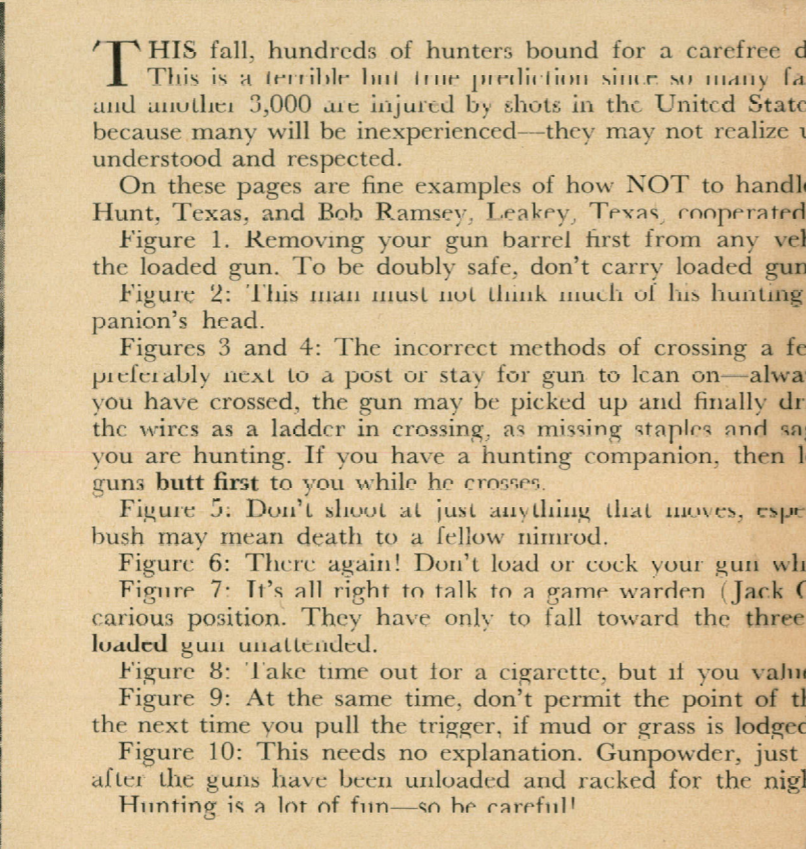 THIS fall, hundreds of hunters bound for a carefree
This is a terrible but true prediction since so many
and another 3,000 are injured by shots in the United
because many will be inexperienced—they may not realize
understood and respected.
On these pages are fine examples of how NOT to
Hunt, Texas, and Bob Ramsey, Leakey, Texas, cooperated
Figure 1. Removing your gun barrel first from any
the loaded gun. To be doubly safe, don't carry loaded
Figure 2: This man must not think much of his hunting
panion's head.
Figures 3 and 4: The incorrect methods of crossing a
preferably next to a post or stay for gun to lean on—
you have crossed, the gun may be picked up and finally
the wires as a ladder in crossing, as missing staples and
you are hunting. If you have a hunting companion, then
guns butt first to you while he crosses.
Figure 5: Don't shoot at just anything that moves,
bush may mean death to a fellow nimrod.
Figure 6: There again! Don't load or cock your gun
Figure 7: It's all right to talk to a game warden (Jack
carious position. They have only to fall toward the three
loaded gun unattended.
Figure 8: Take time out for a cigarette, but if you
Figure 9: At the same time, don't permit the point of
the next time you pull the trigger, if mud or grass is lodged
Figure 10: This needs no explanation. Gunpowder, just
after the guns have been unloaded and racked for the
Hunting is a lot of fun—so be careful!